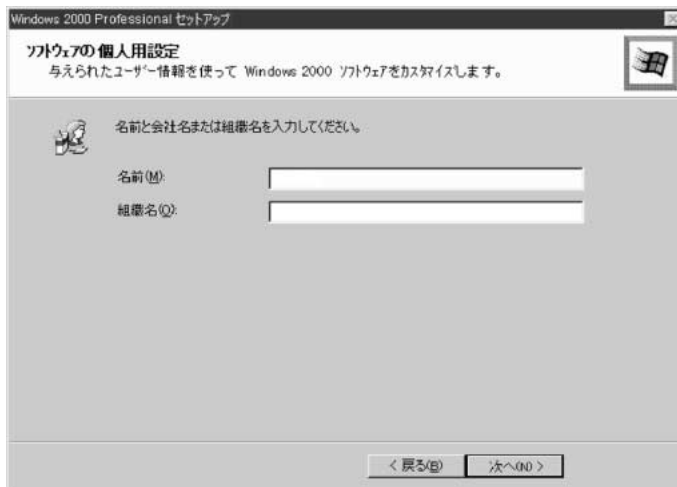 Windows 2000 Professional セットアップ
ソフトウェアの個人用設定
与えられたユーザー情報を使って Windows 2000 ソフトウェアをカスタマイズします。
名前と会社名または組織名を入力してください。
名前(M):
組織名(O):
< 戻る(B)
次へ(N) >